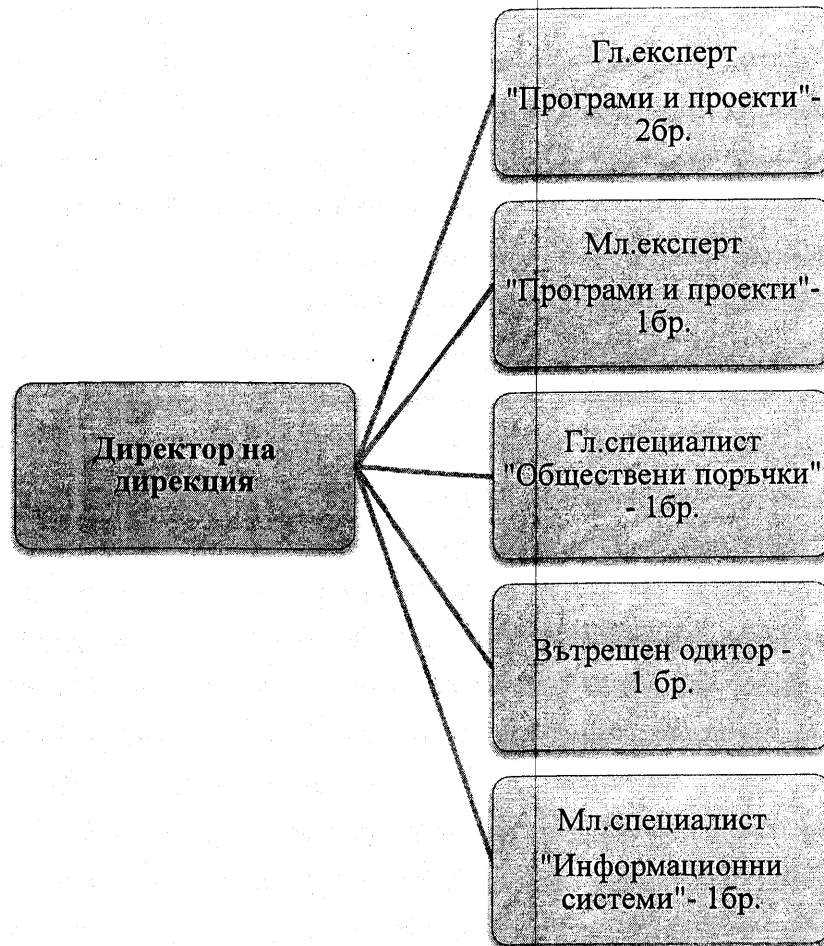 Гл.експерт
"Програми и проекти"-
2бр.
Мл.експерт
"Програми и проекти"-
1бр.
Директор на
дирекция
Гл.специалист
"Обществени поръчки"
- 1бр.
Вътрешен одитор -
1 бр.
Мл.специалист
"Информационни
системи"- 1бр.